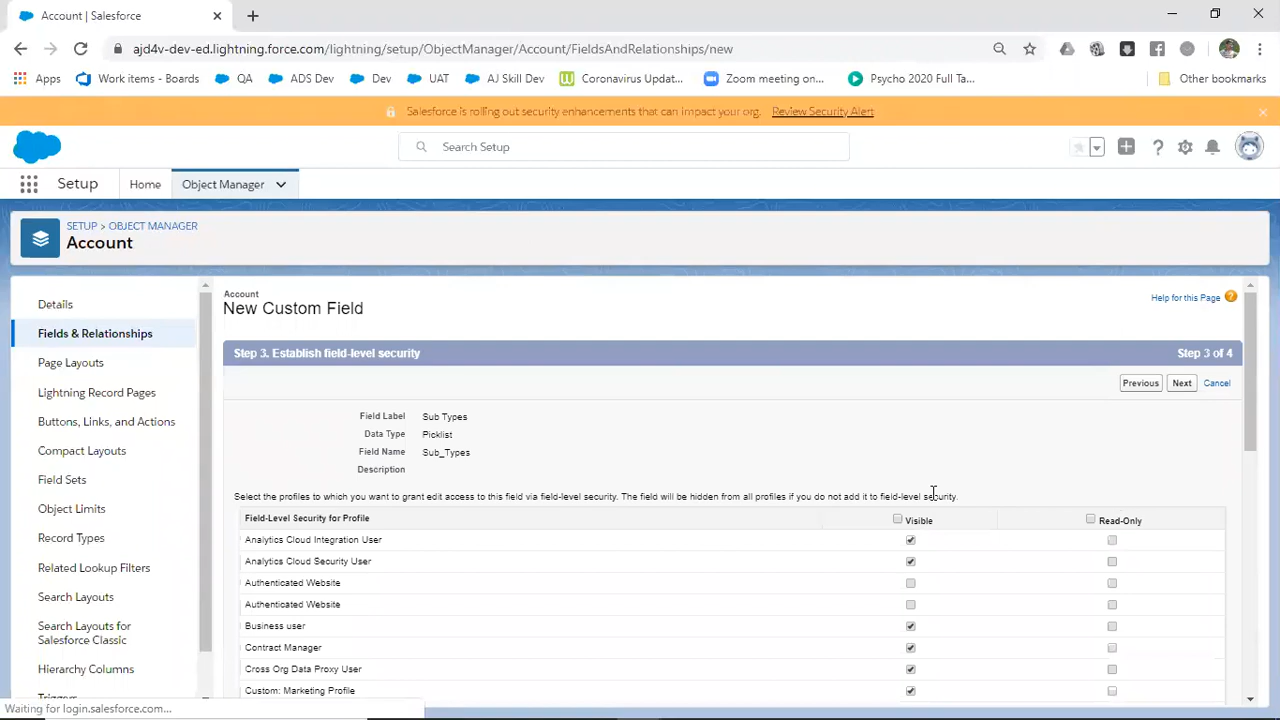 Account | Salesforce
ajd4v-dev-ed.lightning.force.com/lightning/setup/ObjectManager/Account/FieldsAndRelationships/new
Apps Work items - Boards QA ADS Dev Dev UAT AJ Skill Dev Coronavirus Updat... Zoom meeting on... Psycho 2020 Full Ta... Other bookmarks
Salesforce is rolling out security enhancements that can impact your org. Review Security Alert
Search Setup
Setup Home Object Manager
SETUP > OBJECT MANAGER
Account
Details
Fields & Relationships
Page Layouts
Lightning Record Pages
Buttons, Links, and Actions
Compact Layouts
Field Sets
Object Limits
Record Types
Related Lookup Filters
Search Layouts
Search Layouts for
Salesforce Classic
Hierarchy Columns
Triggers
Account
New Custom Field
Help for this Page
Step 3. Establish field-level security Step 3 of 4
Previous Next Cancel
Field Label Sub Types
Data Type Picklist
Field Name Sub_Types
Description
Select the profiles to which you want to grant edit access to this field via field-level security. The field will be hidden from all profiles if you do not add it to field-level security.
Field-Level Security for Profile Visible Read-Only
Analytics Cloud Integration User
Analytics Cloud Security User
Authenticated Website
Authenticated Website
Business user
Contract Manager
Cross Org Data Proxy User
Custom: Marketing Profile
Waiting for login.salesforce.com...